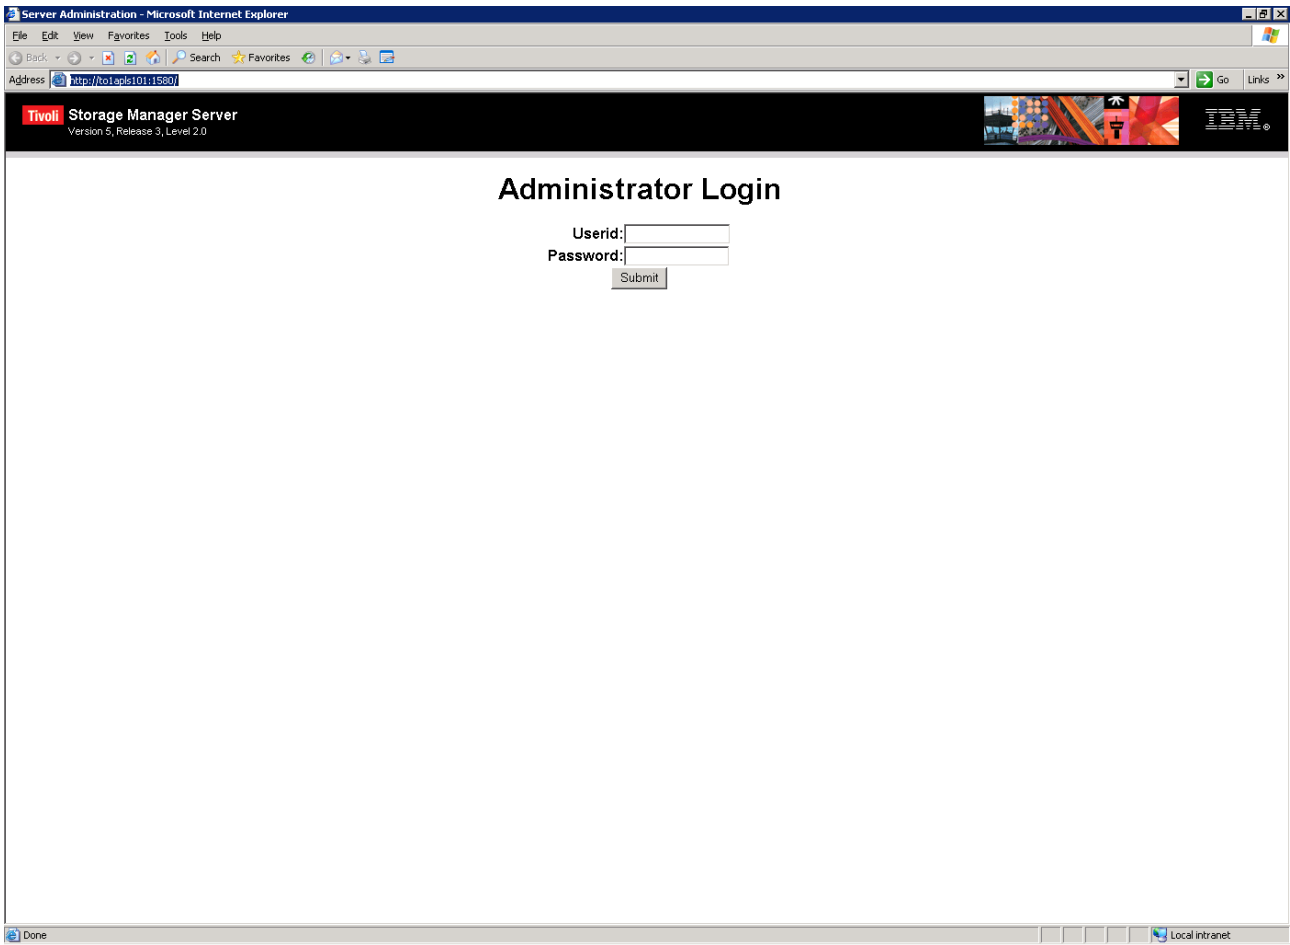 Server Administration - Microsoft Internet Explorer
File Edit View Favorites Tools Help
Back Search Favorites
Address http://to1apls101:1580/ Go Links »
Tivoli Storage Manager Server
Version 5, Release 3, Level 2.0
IBM®
Administrator Login
Userid:
Password:
Submit
Done Local intranet